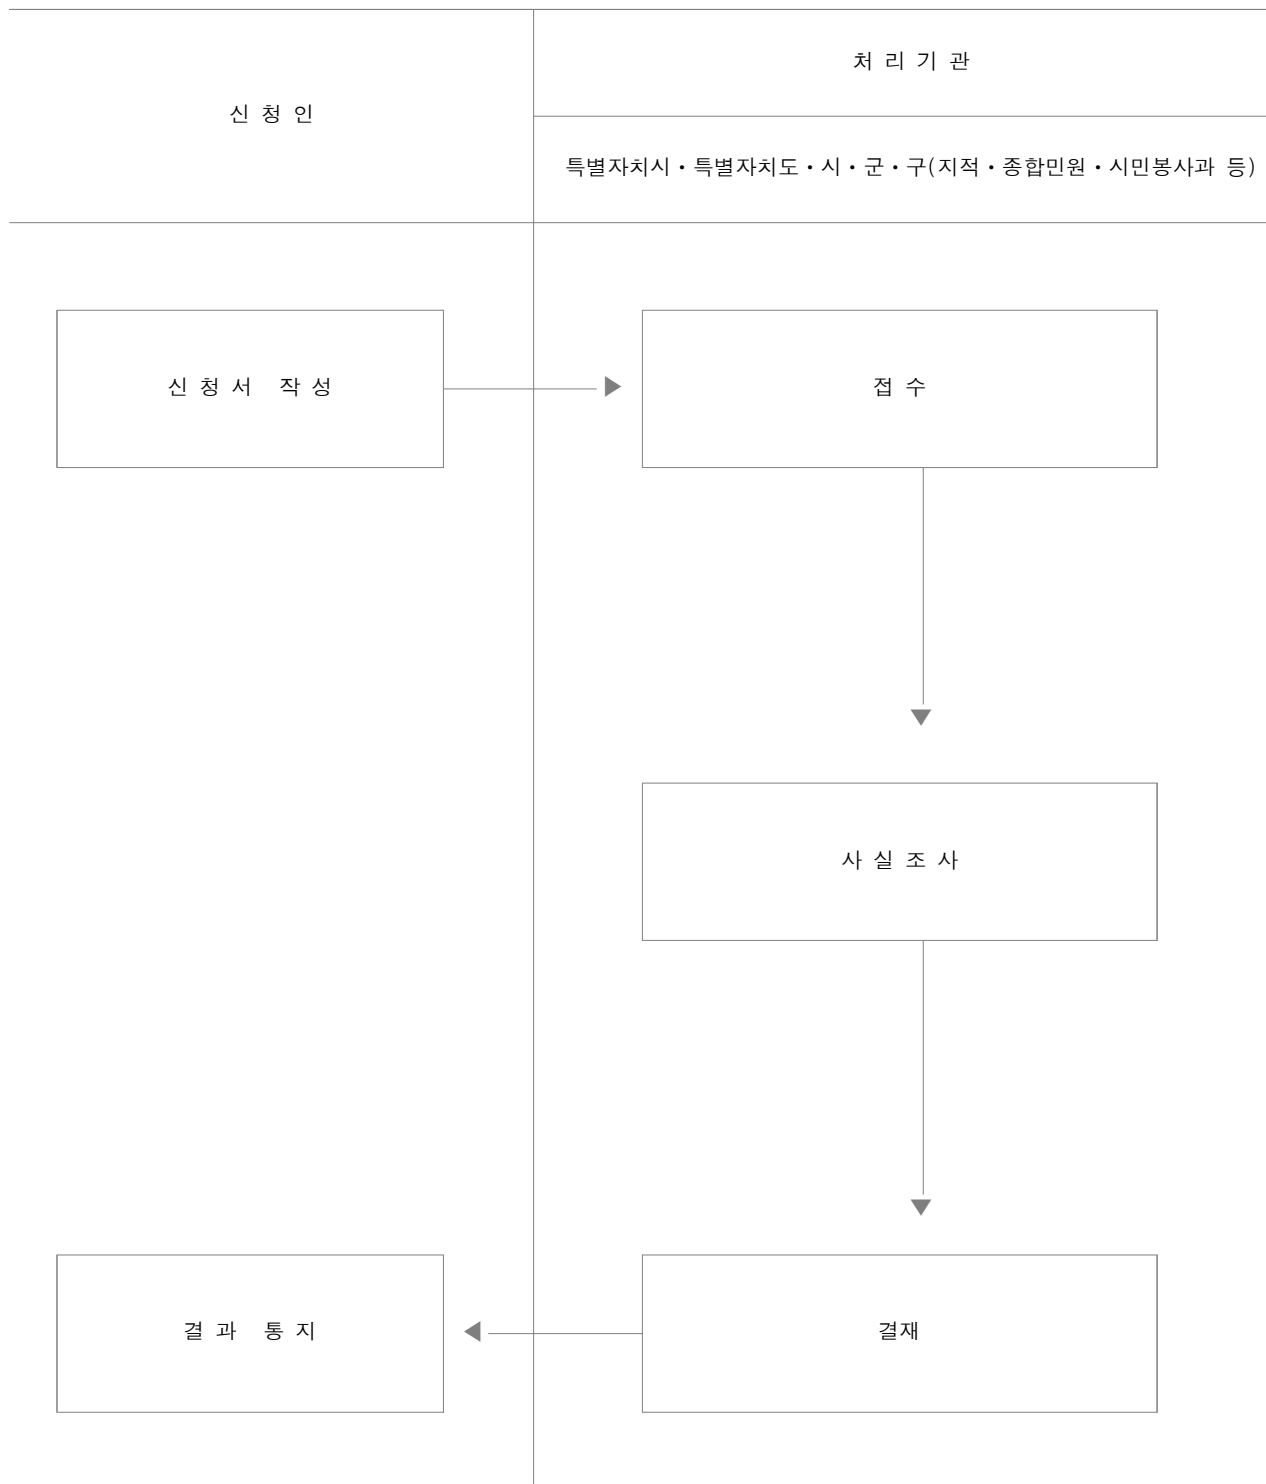 신 청 인
처 리 기 관
특별자치시・특별자치도・시・군・구(지적・종합민원・시민봉사과 등)
신 청 서 작 성
접 수
사 실 조 사
결 과 통 지
결재